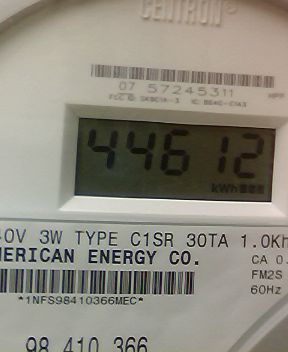 CENTRON®
07 57245311
44612
kWh
40V 3W TYPE C1SR 30TA 1.0Kh
MERICAN ENERGY CO.
CA 0.
FM2S
60Hz
*1NFS98410366MEC*
98 410 366